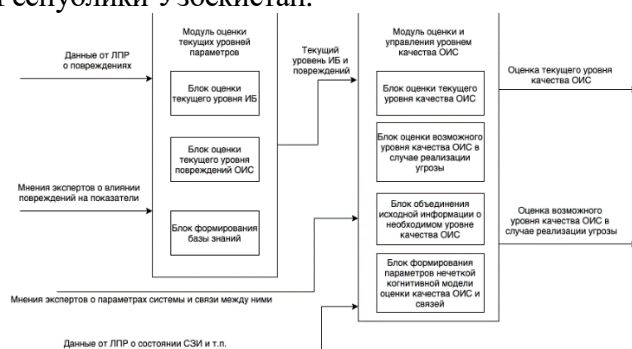 Республики Узбекистан.
Модуль оценки
текущих уровней
параметров
Текущий
уровень ИБ и
повреждений
Модуль оценки и
управления уровнем
качества ОИС
Данные от ЛПР
о повреждениях
Блок оценки
текущего уровня ИБ
Блок оценки текущего
уровня качества ОИС
Оценка текущего уровня
качества ОИС
Блок оценки
текущего уровня
повреждений ОИС
Блок оценки возможного
уровня качества ОИС в
случае реализации
угрозы
Мнения экспертов о влиянии
повреждений на показатели
Блок формирования
базы знаний
Блок объединения
исходной информации о
необходимом уровне
качества ОИС
Оценка возможного
уровня качества ОИС в
случае реализации угрозы
Блок формирования
параметров нечеткой
когнитивной модели
оценки качества ОИС и
связей
Мнения экспертов о параметрах системы и связи между ними
Данные от ЛПР о состоянии СЗИ и т.п.